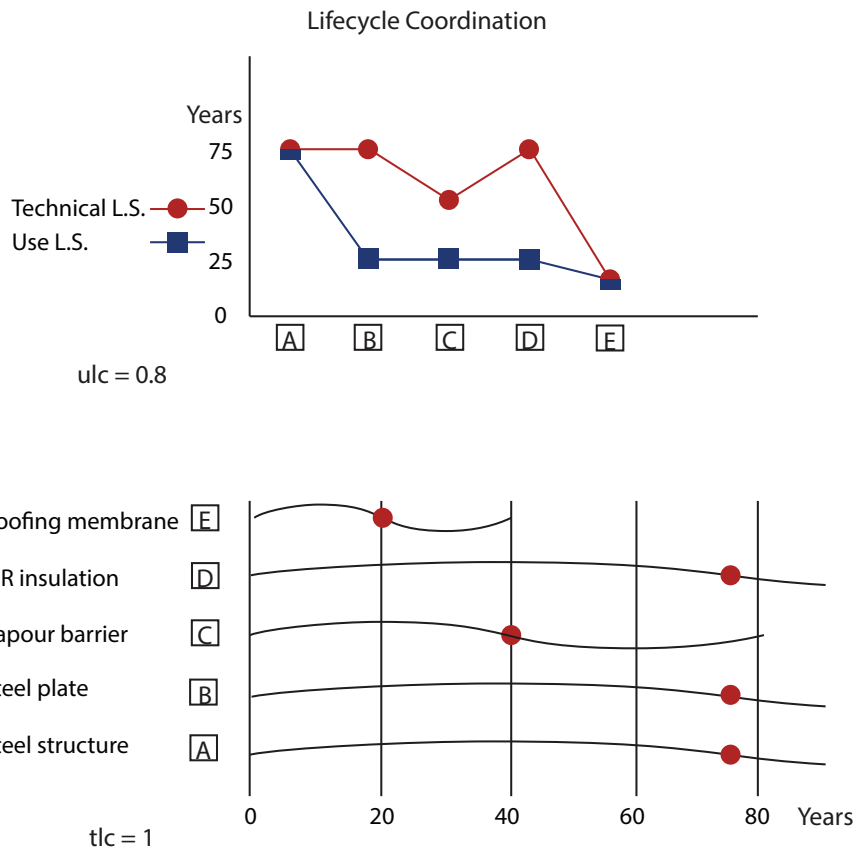 Lifecycle Coordination
Years
75
Technical L.S.
50
Use L.S.
25
0
A B C D E
ulc = 0.8
oofing membrane E
R insulation D
apour barrier C
teel plate B
teel structure A
0 20 40 60 80 Years
tlc = 1